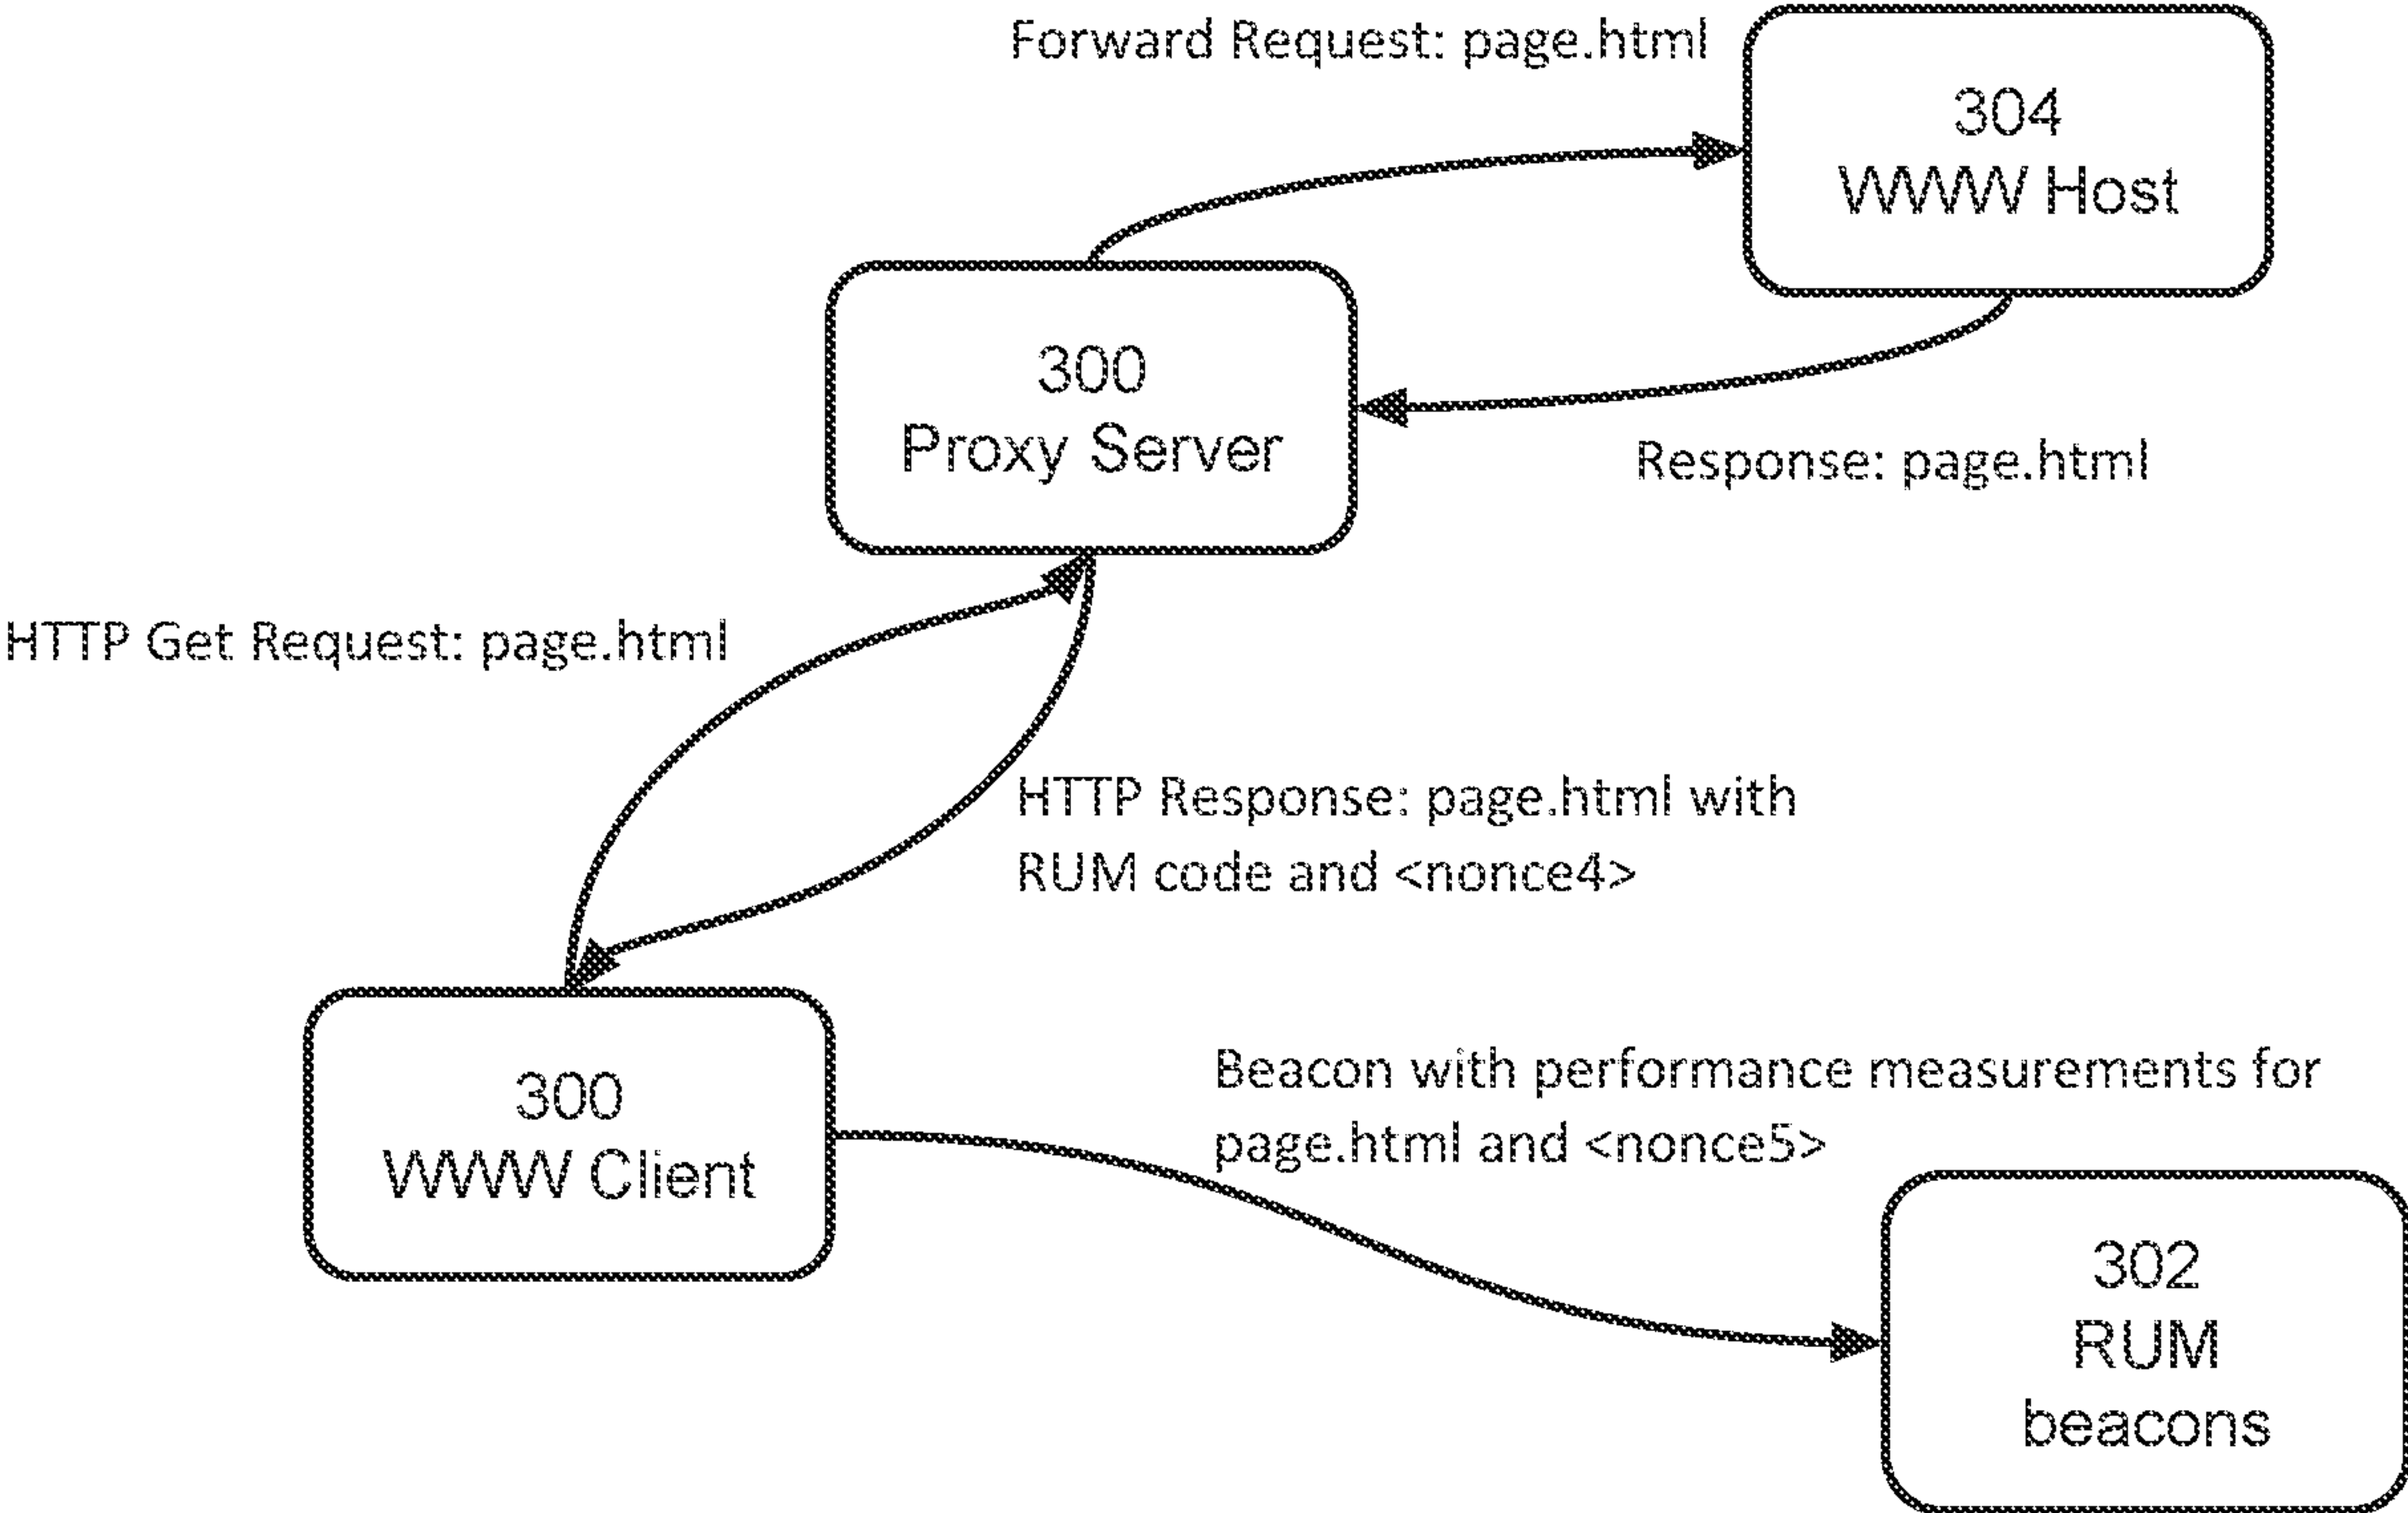 Forward Request: page.html
304
WWW Host
300
Proxy Server
Response: page.html
HTTP Get Request: page.html
HTTP Response: page.html with
RUM code and <nonce4>
300
WWW Client
Beacon with performance measurements for
page.html and <nonce5>
302
RUM
beacons